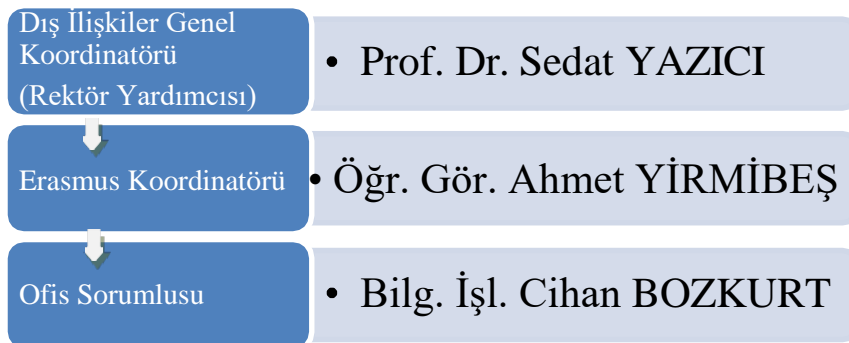 Dış İlişkiler Genel
Koordinatörü
(Rektör Yardımcısı)
• Prof. Dr. Sedat YAZICI
Erasmus Koordinatörü
• Öğr. Gör. Ahmet YİRMİBEŞ
Ofis Sorumlusu
• Bilg. İşl. Cihan BOZKURT